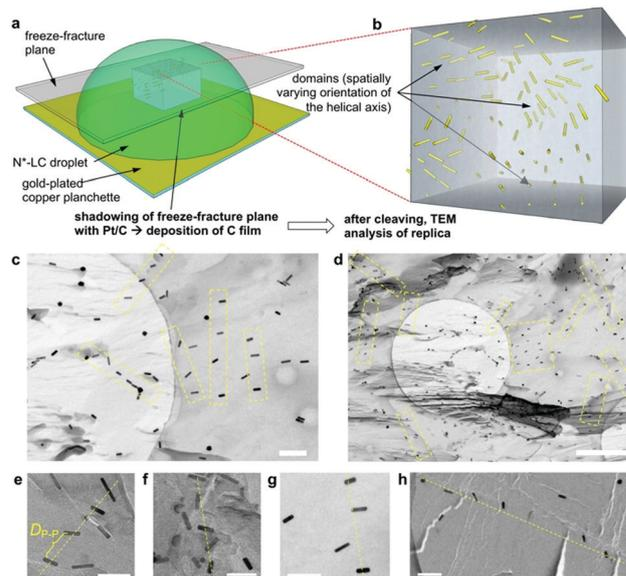 a
b
freeze-fracture
plane
domains (spatially
varying orientation of
the helical axis)
N*-LC droplet
gold-plated
copper planchette
shadowing of freeze-fracture plane
with Pt/C → deposition of C film
after cleaving, TEM
analysis of replica
c
d
e
f
g
h
DP-P